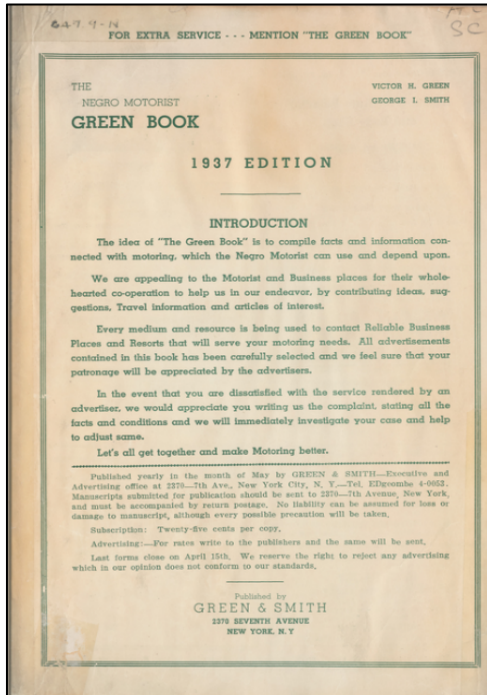 647.9-N
SC
FOR EXTRA SERVICE - - - MENTION "THE GREEN BOOK"
THE
NEGRO MOTORIST
GREEN BOOK
VICTOR H. GREEN
GEORGE I. SMITH
1937 EDITION
INTRODUCTION
The idea of "The Green Book" is to compile facts and information con-
nected with motoring, which the Negro Motorist can use and depend upon.
We are appealing to the Motorist and Business places for their whole-
hearted co-operation to help us in our endeavor, by contributing ideas, sug-
gestions, Travel information and articles of interest.
Every medium and resource is being used to contact Reliable Business
Places and Resorts that will serve your motoring needs. All advertisements
contained in this book has been carefully selected and we feel sure that your
patronage will be appreciated by the advertisers.
In the event that you are dissatisfied with the service rendered by an
advertiser, we would appreciate you writing us the complaint, stating all the
facts and conditions and we will immediately investigate your case and help
to adjust same.
Let's all get together and make Motoring better.
Published yearly in the month of May by GREEN & SMITH—Executive and
Advertising office at 2370—7th Ave., New York City, N. Y.—Tel. EDgecombe 4-0952.
Manuscripts submitted for publication should be sent to 2370—7th Avenue, New York,
and must be accompanied by return postage. No liability can be assumed for loss or
damage to manuscript, although every possible precaution will be taken.
Subscription: Twenty-five cents per copy.
Advertising:—For rates write to the publishers and the same will be sent.
Last forms close on April 15th. We reserve the right to reject any advertising
which in our opinion does not conform to our standards.
Published by
GREEN & SMITH
2370 SEVENTH AVENUE
NEW YORK, N. Y